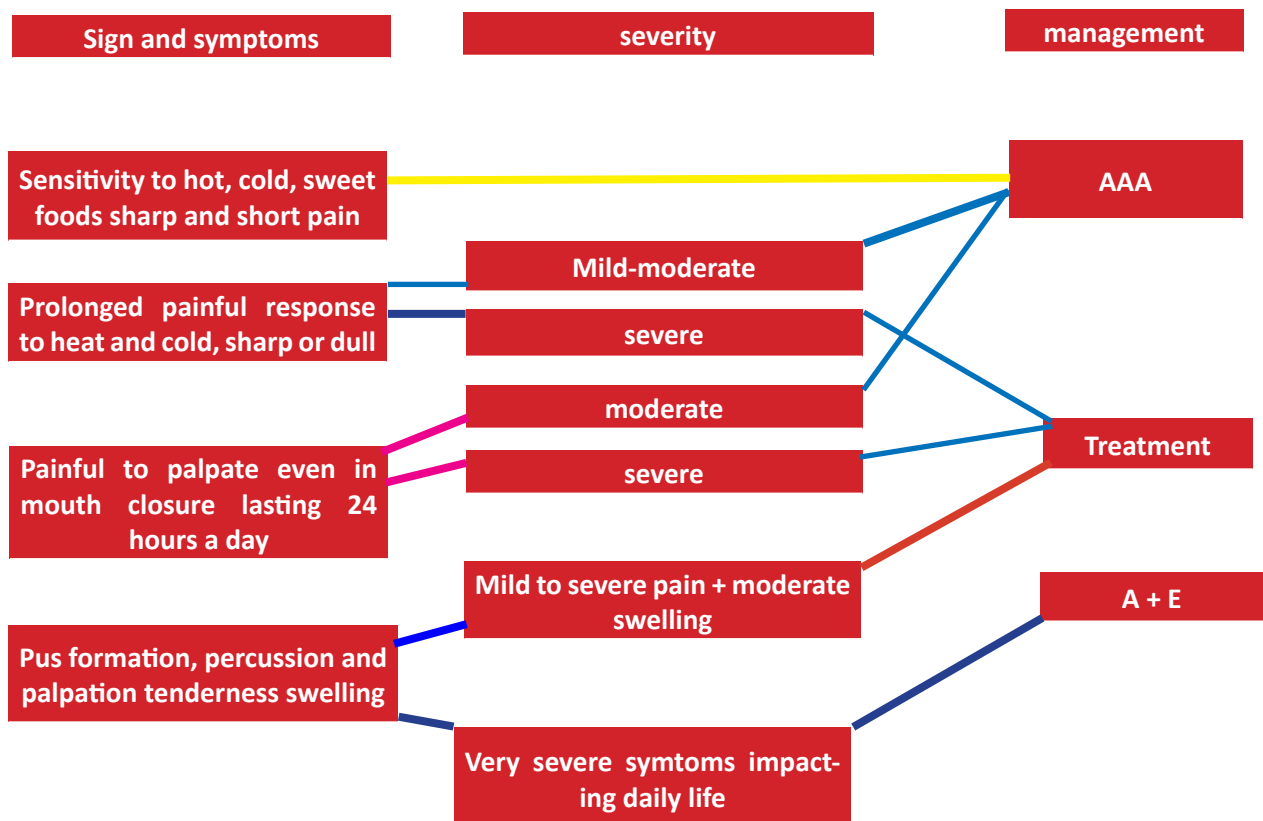 Sign and symptoms
severity
management
Sensitivity to hot, cold, sweet
foods sharp and short pain
AAA
Mild-moderate
Prolonged painful response
to heat and cold, sharp or dull
severe
moderate
Painful to palpate even in
mouth closure lasting 24
hours a day
severe
Treatment
Mild to severe pain + moderate
swelling
A + E
Pus formation, percussion and
palpation tenderness swelling
Very severe symtoms impact-
ing daily life